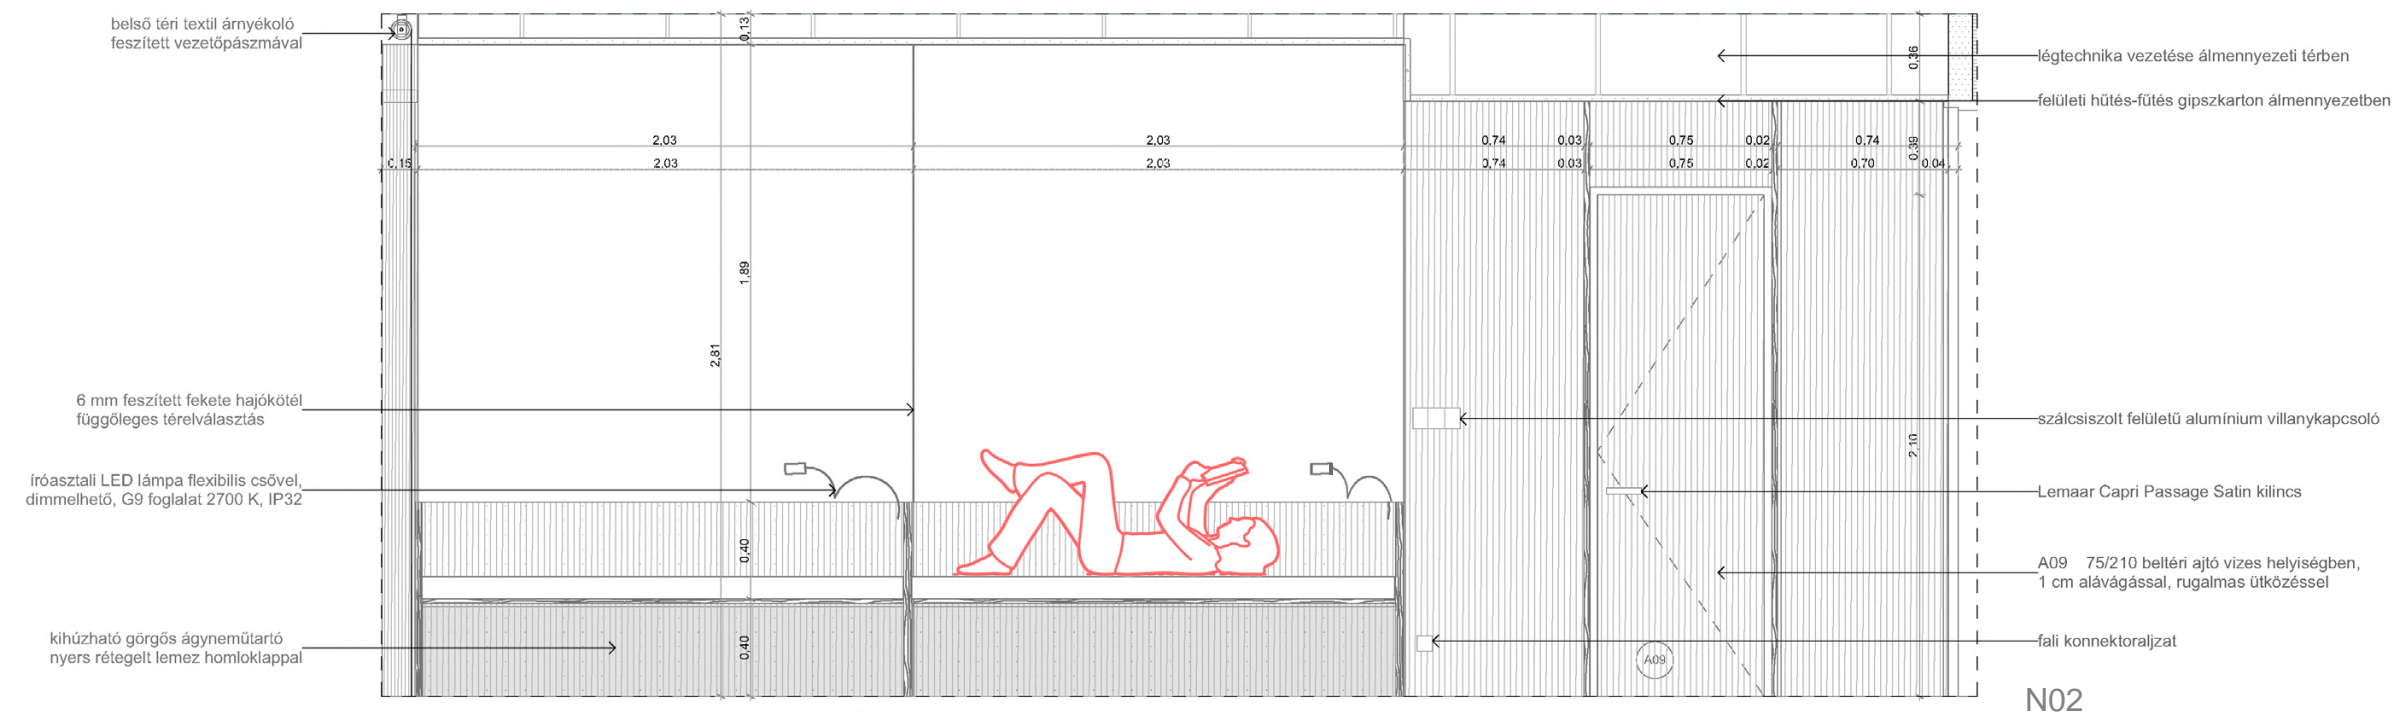 belső téri textil árnyékoló
feszített vezetőpászmával
6 mm feszített fekete hajókötél
függőleges térelválasztás
íróasztali LED lámpa flexibilis csővel,
dimmelhető, G9 foglalat 2700 K, IP32
kihúzható görgős ágyneműtartó
nyers rétegelt lemez homloklappal
0,13
2,03
2,03
0,74
0,03
0,75
0,02
0,74
0,15
2,03
2,03
0,74
0,03
0,75
0,02
0,70
0,04
0,36
0,39
1,89
2,81
2,10
0,40
0,40
A09
légtechnika vezetése álmennyezeti térben
felületi hűtés-fűtés gipszkarton álmennyezetben
szálcsiszolt felületű alumínium villanykapcsoló
Lemaar Capri Passage Satin kilincs
A09 75/210 beltéri ajtó vizes helyiségben,
1 cm alávágással, rugalmas ütközéssel
fali konnektoraljzat
N02